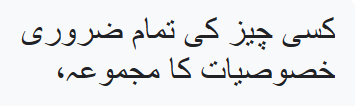 کسی چیز کی تمام ضروری
خصوصیات کا مجموعہ،